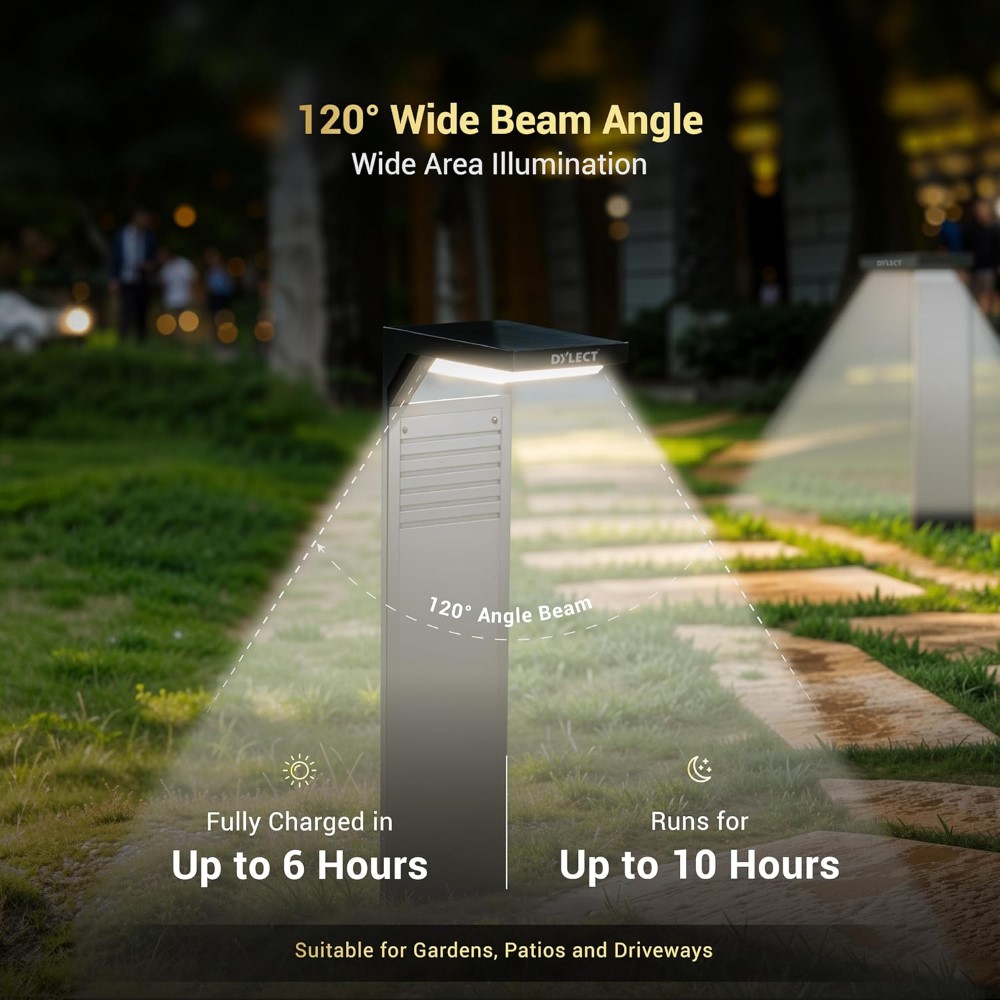 120° Wide Beam Angle
Wide Area Illumination
DYLECT
DYLECT
120° Angle Beam
Fully Charged in
Up to 6 Hours
Runs for
Up to 10 Hours
Suitable for Gardens, Patios and Driveways